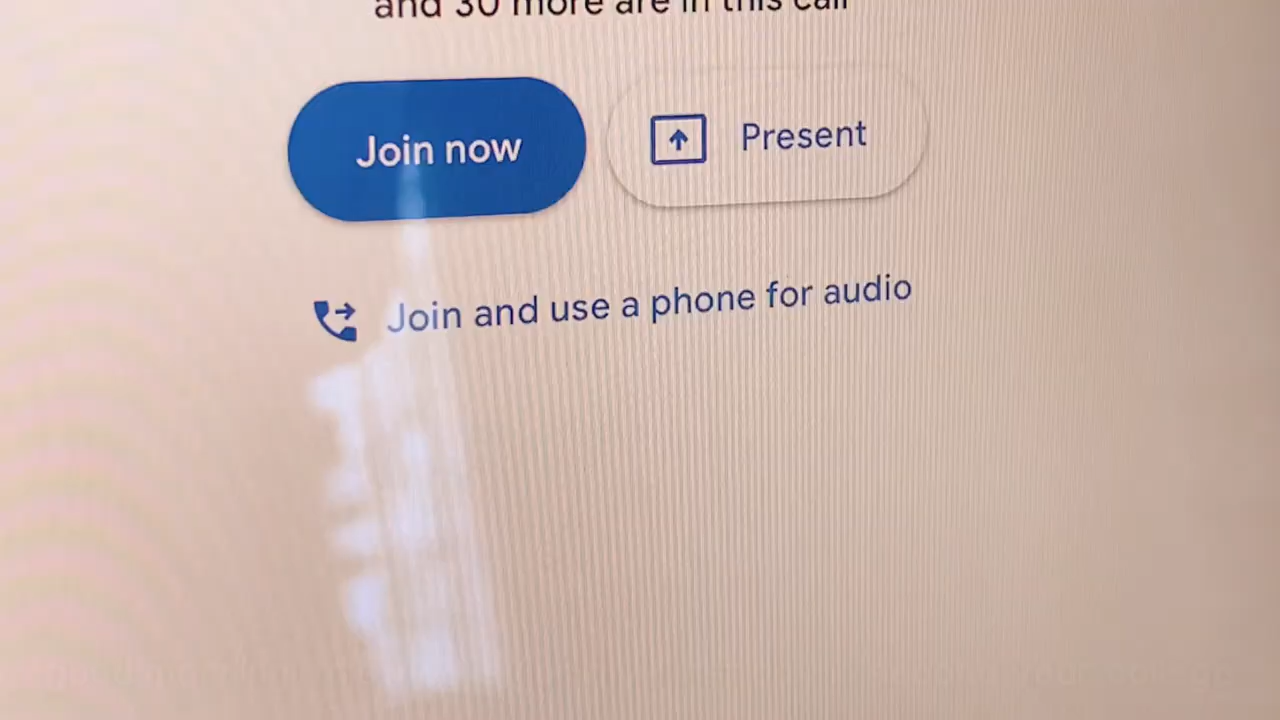 and 30 more are in this call
Join now
Present
Join and use a phone for audio